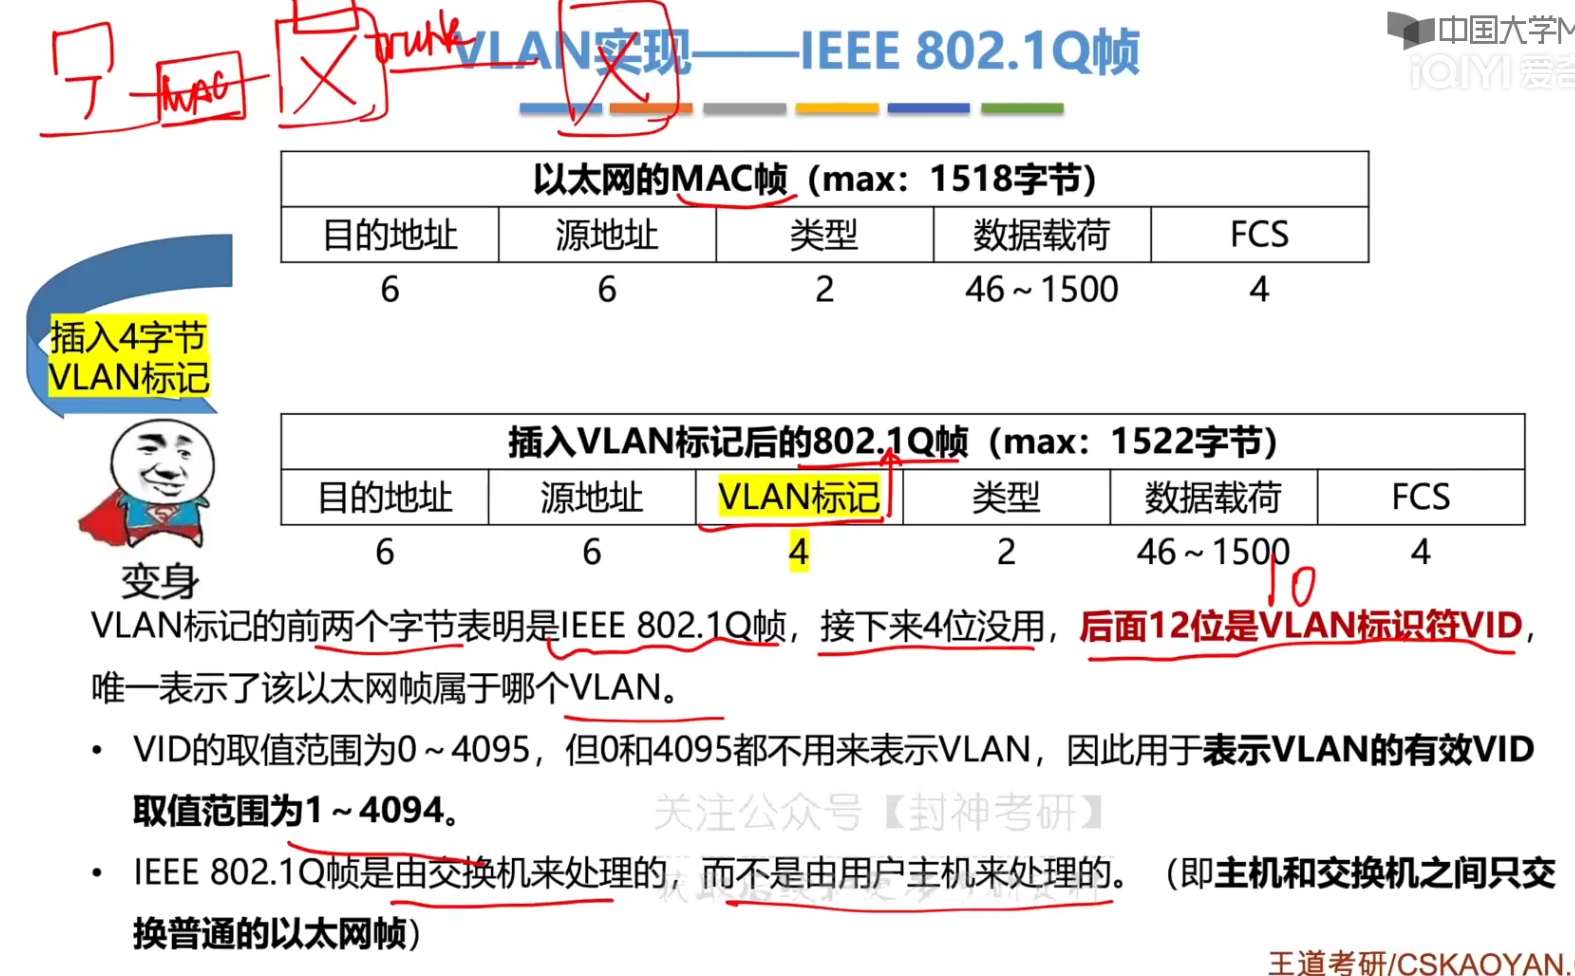 VLAN实现——IEEE 802.1Q帧
trunk
MAC
中国大学M
iQIYI 爱奇
以太网的MAC帧（max：1518字节）
目的地址 源地址 类型 数据载荷 FCS
6 6 2 46～1500 4
插入4字节
VLAN标记
插入VLAN标记后的802.1Q帧（max：1522字节）
目的地址 源地址 VLAN标记 类型 数据载荷 FCS
6 6 4 2 46～1500 4
变身
10
VLAN标记的前两个字节表明是IEEE 802.1Q帧，接下来4位没用，后面12位是VLAN标识符VID，
唯一表示了该以太网帧属于哪个VLAN。
• VID的取值范围为0～4095，但0和4095都不用来表示VLAN，因此用于表示VLAN的有效VID
取值范围为1～4094。
关注公众号【封神考研】
• IEEE 802.1Q帧是由交换机来处理的，而不是由用户主机来处理的。（即主机和交换机之间只交
换普通的以太网帧）
王道考研/CSKAOYAN.